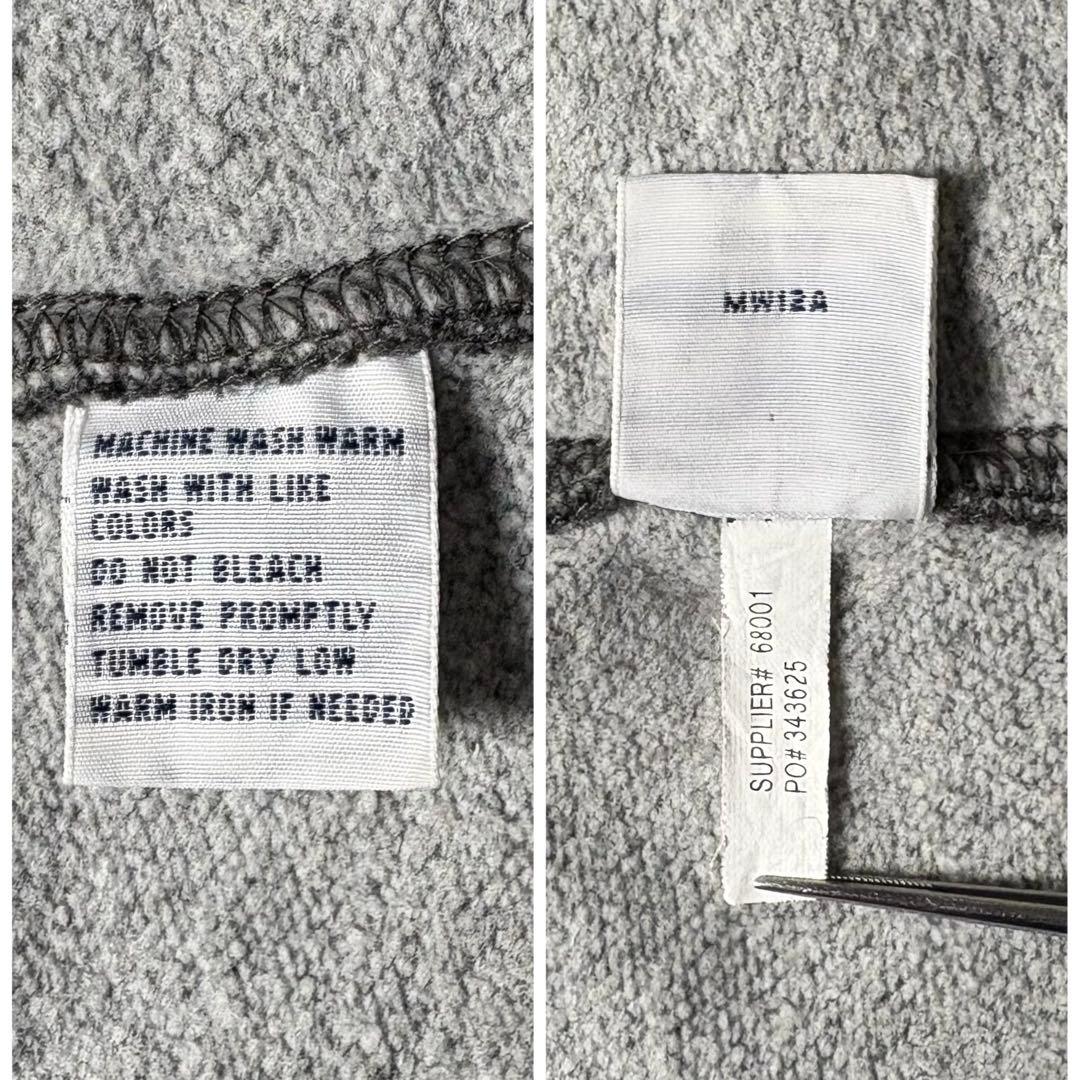 MACHINE WASH WARM
WASH WITH LIKE
COLORS
DO NOT BLEACH
REMOVE PROMPTLY
TUMBLE DRY LOW
WARM IRON IF NEEDED
MW12A
SUPPLIER# 68001
PO# 343625